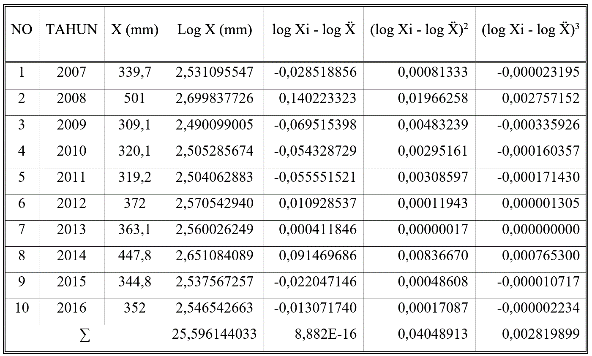 NO TAHUN X (mm) Log X (mm) log Xi - log Ẍ (log Xi - log Ẍ)² (log Xi - log Ẍ)³
1 2007 339,7 2,531095547 -0,028518856 0,00081333 -0,000023195
2 2008 501 2,699837726 0,140223323 0,01966258 0,002757152
3 2009 309,1 2,490099005 -0,069515398 0,00483239 -0,000335926
4 2010 320,1 2,505285674 -0,054328729 0,00295161 -0,000160357
5 2011 319,2 2,504062883 -0,055551521 0,00308597 -0,000171430
6 2012 372 2,570542940 0,010928537 0,00011943 0,000001305
7 2013 363,1 2,560026249 0,000411846 0,00000017 0,000000000
8 2014 447,8 2,651084089 0,091469686 0,00836670 0,000765300
9 2015 344,8 2,537567257 -0,022047146 0,00048608 -0,000010717
10 2016 352 2,546542663 -0,013071740 0,00017087 -0,000002234
∑ 25,596144033 8,882E-16 0,04048913 0,002819899